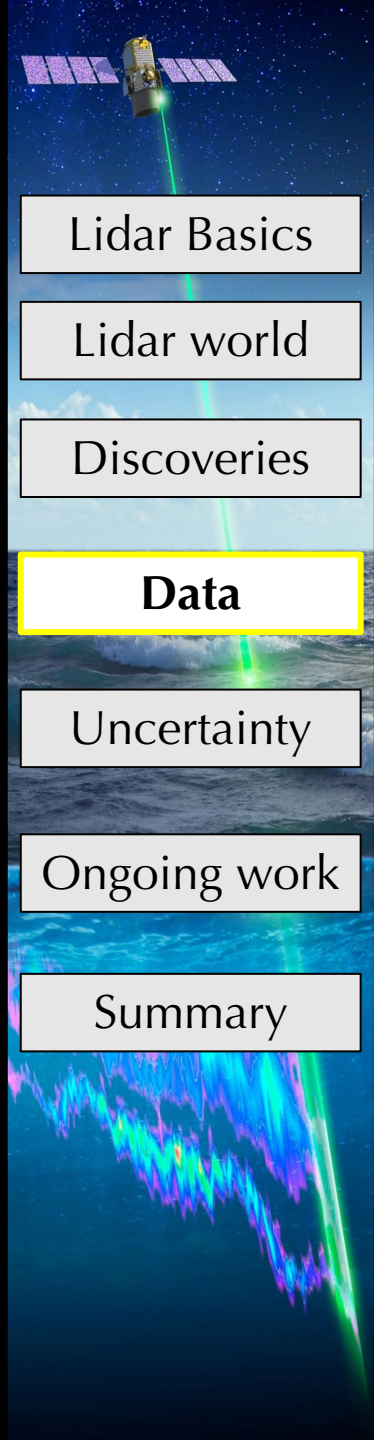 Lidar Basics
Lidar world
Discoveries
Data
Uncertainty
Ongoing work
Summary